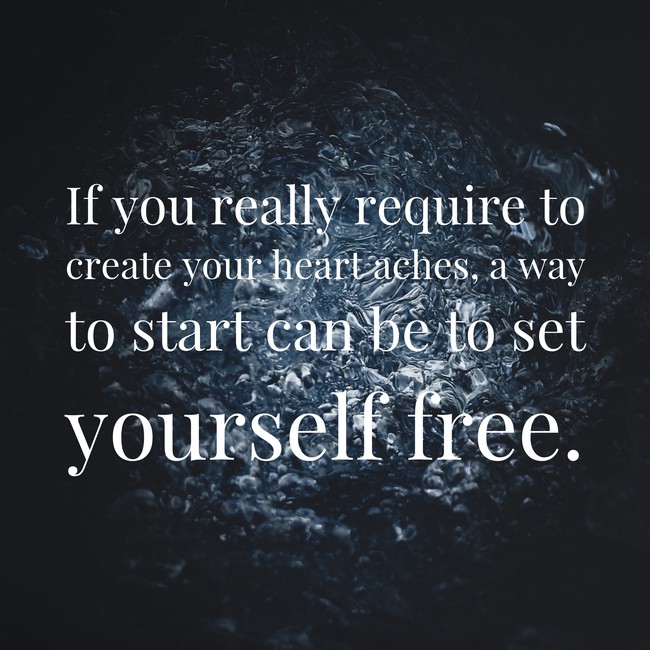 If you really require to
create your heart aches, a way
to start can be to set
yourself free.